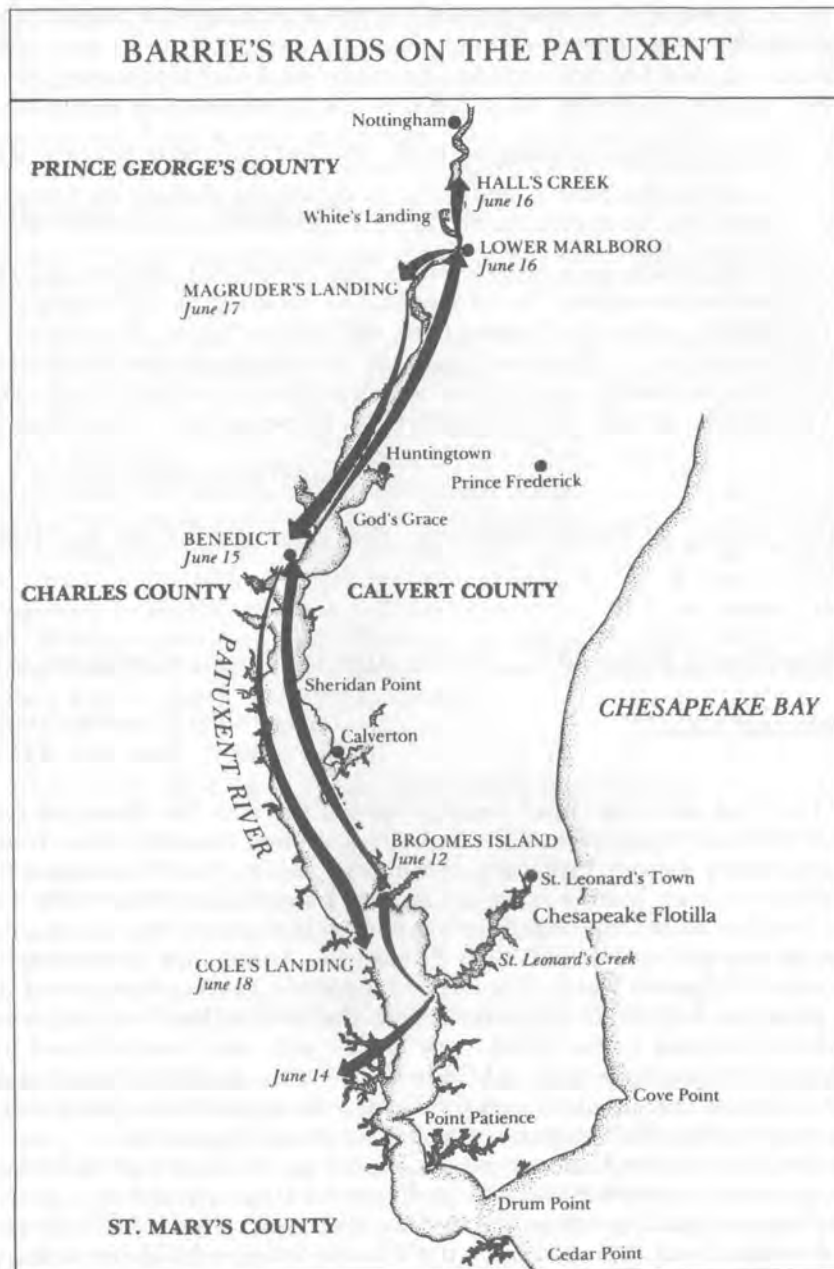 BARRIE'S RAIDS ON THE PATUXENT
Nottingham
PRINCE GEORGE'S COUNTY
HALL'S CREEK
June 16
White's Landing
LOWER MARLBORO
June 16
MAGRUDER'S LANDING
June 17
Huntingtown
Prince Frederick
God's Grace
BENEDICT
June 15
CHARLES COUNTY
CALVERT COUNTY
PATUXENT RIVER
Sheridan Point
CHESAPEAKE BAY
Calverton
BROOMES ISLAND
June 12
St. Leonard's Town
Chesapeake Flotilla
St. Leonard's Creek
COLE'S LANDING
June 18
June 14
Cove Point
Point Patience
Drum Point
ST. MARY'S COUNTY
Cedar Point